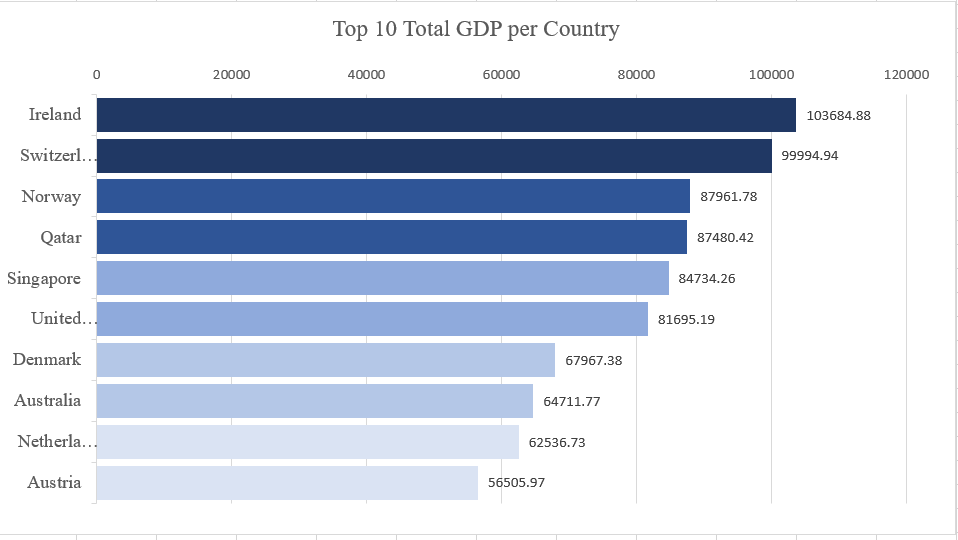 Top 10 Total GDP per Country
0 20000 40000 60000 80000 100000 120000
Ireland 103684.88
Switzerl... 99994.94
Norway 87961.78
Qatar 87480.42
Singapore 84734.26
United... 81695.19
Denmark 67967.38
Australia 64711.77
Netherla... 62536.73
Austria 56505.97